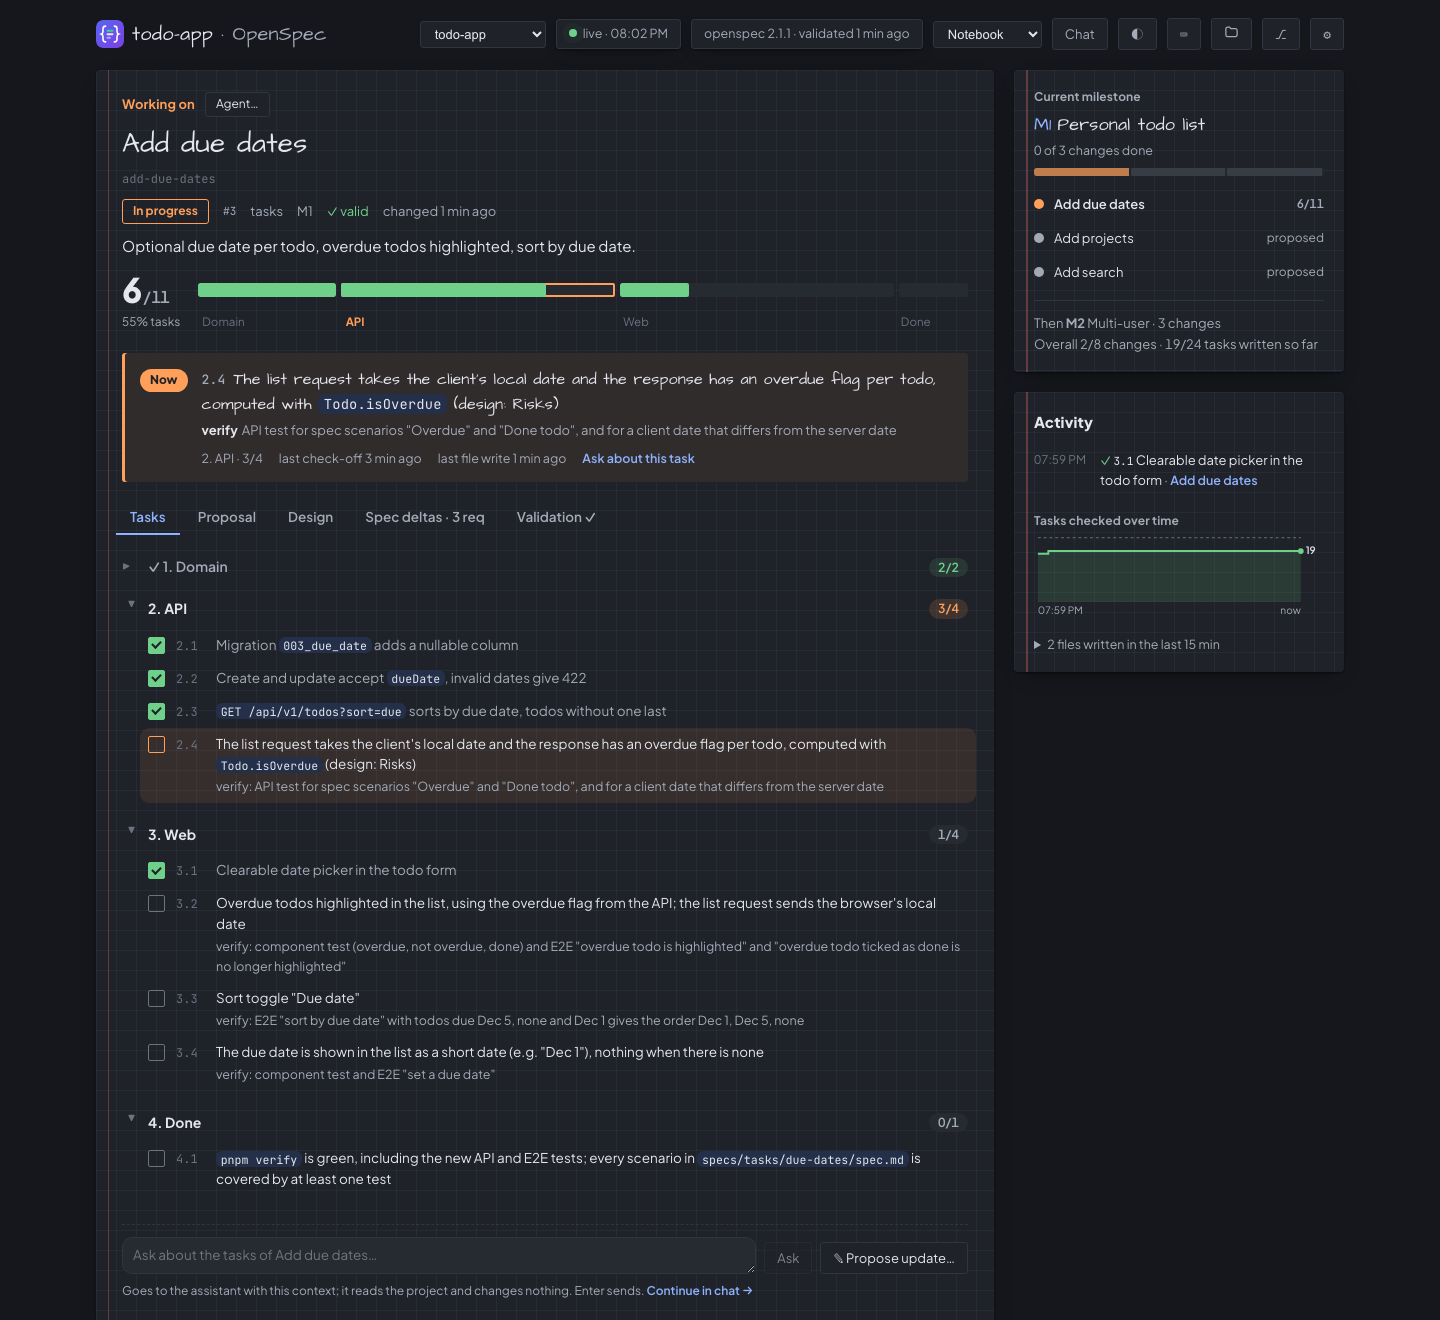 todo-app · OpenSpec
todo-app
live · 08:02 PM
openspec 2.1.1 · validated 1 min ago
Notebook
Chat
Working on
Agent...
Add due dates
add-due-dates
In progress #3 tasks M1 ✓ valid changed 1 min ago
Optional due date per todo, overdue todos highlighted, sort by due date.
6/11
55% tasks
Domain API Web Done
Now
2.4 The list request takes the client's local date and the response has an overdue flag per todo,
computed with Todo.isOverdue (design: Risks)
verify API test for spec scenarios "Overdue" and "Done todo", and for a client date that differs from the server date
2. API · 3/4 last check-off 3 min ago last file write 1 min ago Ask about this task
Tasks Proposal Design Spec deltas · 3 req Validation ✓
✓ 1. Domain 2/2
2. API 3/4
2.1 Migration 003_due_date adds a nullable column
2.2 Create and update accept dueDate, invalid dates give 422
2.3 GET /api/v1/todos?sort=due sorts by due date, todos without one last
2.4 The list request takes the client's local date and the response has an overdue flag per todo, computed with
Todo.isOverdue (design: Risks)
verify: API test for spec scenarios "Overdue" and "Done todo", and for a client date that differs from the server date
3. Web 1/4
3.1 Clearable date picker in the todo form
3.2 Overdue todos highlighted in the list, using the overdue flag from the API; the list request sends the browser's local
date
verify: component test (overdue, not overdue, done) and E2E "overdue todo is highlighted" and "overdue todo ticked as done is
no longer highlighted"
3.3 Sort toggle "Due date"
verify: E2E "sort by due date" with todos due Dec 5, none and Dec 1 gives the order Dec 1, Dec 5, none
3.4 The due date is shown in the list as a short date (e.g. "Dec 1"), nothing when there is none
verify: component test and E2E "set a due date"
4. Done 0/1
4.1 pnpm verify is green, including the new API and E2E tests; every scenario in specs/tasks/due-dates/spec.md is
covered by at least one test
Ask about the tasks of Add due dates...
Ask
✎ Propose update...
Goes to the assistant with this context; it reads the project and changes nothing. Enter sends. Continue in chat →
Current milestone
M1 Personal todo list
0 of 3 changes done
Add due dates 6/11
Add projects proposed
Add search proposed
Then M2 Multi-user · 3 changes
Overall 2/8 changes · 19/24 tasks written so far
Activity
07:59 PM ✓ 3.1 Clearable date picker in the
todo form · Add due dates
Tasks checked over time
19
07:59 PM now
2 files written in the last 15 min